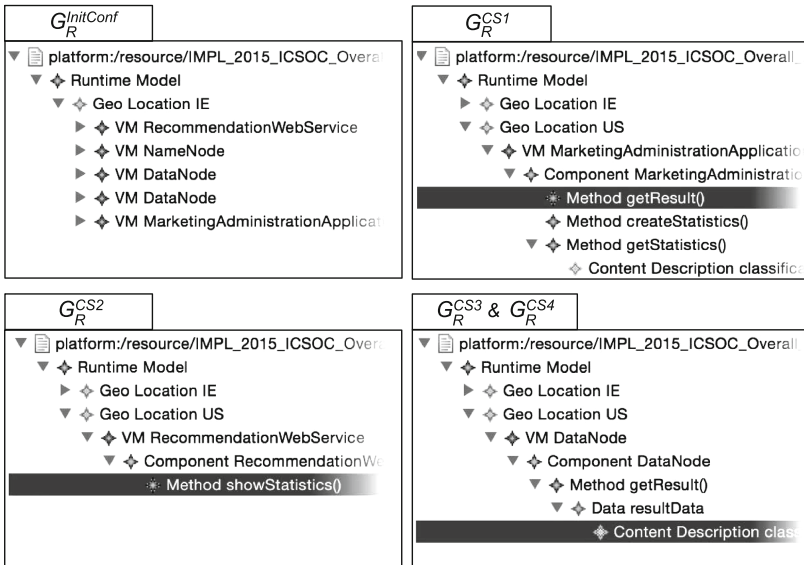 G_R^InitConf
platform:/resource/IMPL_2015_ICSOC_Overal
Runtime Model
Geo Location IE
VM RecommendationWebService
VM NameNode
VM DataNode
VM DataNode
VM MarketingAdministrationApplicat
G_R^CS1
platform:/resource/IMPL_2015_ICSOC_Overall_
Runtime Model
Geo Location IE
Geo Location US
VM MarketingAdministrationApplicatio
Component MarketingAdministratio
Method getResult()
Method createStatistics()
Method getStatistics()
Content Description classifica
G_R^CS2
platform:/resource/IMPL_2015_ICSOC_Overa
Runtime Model
Geo Location IE
Geo Location US
VM RecommendationWebService
Component RecommendationWe
Method showStatistics()
G_R^CS3 & G_R^CS4
platform:/resource/IMPL_2015_ICSOC_Overall
Runtime Model
Geo Location IE
Geo Location US
VM DataNode
Component DataNode
Method getResult()
Data resultData
Content Description class